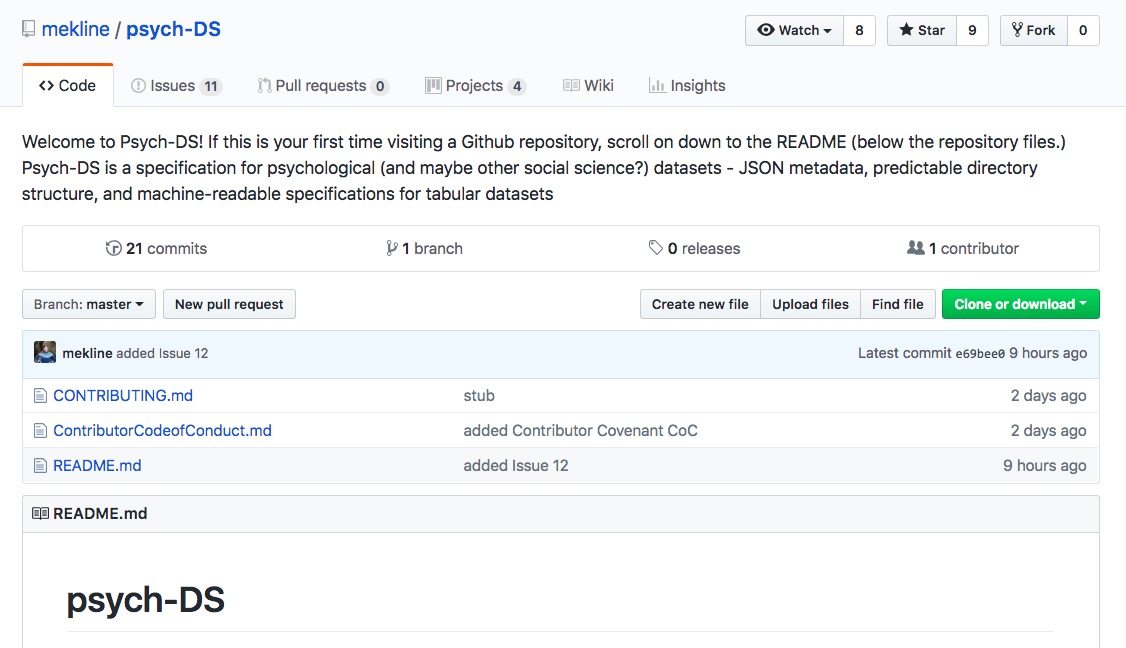 mekline / psych-DS
Watch 8 Star 9 Fork 0
Code Issues 11 Pull requests 0 Projects 4 Wiki Insights
Welcome to Psych-DS! If this is your first time visiting a Github repository, scroll on down to the README (below the repository files.)
Psych-DS is a specification for psychological (and maybe other social science?) datasets - JSON metadata, predictable directory
structure, and machine-readable specifications for tabular datasets
21 commits 1 branch 0 releases 1 contributor
Branch: master New pull request Create new file Upload files Find file Clone or download
mekline added Issue 12 Latest commit e69bee0 9 hours ago
CONTRIBUTING.md stub 2 days ago
ContributorCodeofConduct.md added Contributor Covenant CoC 2 days ago
README.md added Issue 12 9 hours ago
README.md
psych-DS